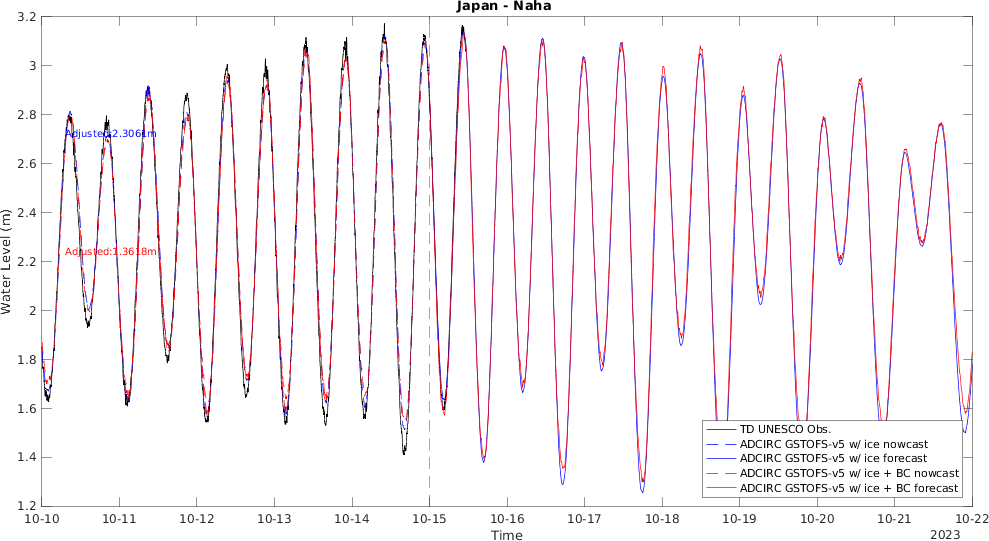 Japan - Naha
3.2
3
2.8
2.6
2.4
2.2
2
1.8
1.6
1.4
1.2
Water Level (m)
Adjusted:2.3061m
Adjusted:1.3618m
TD UNESCO Obs.
ADCIRC GSTOFS-v5 w/ ice nowcast
ADCIRC GSTOFS-v5 w/ ice forecast
ADCIRC GSTOFS-v5 w/ ice + BC nowcast
ADCIRC GSTOFS-v5 w/ ice + BC forecast
10-10 10-11 10-12 10-13 10-14 10-15 10-16 10-17 10-18 10-19 10-20 10-21 10-22
Time
2023